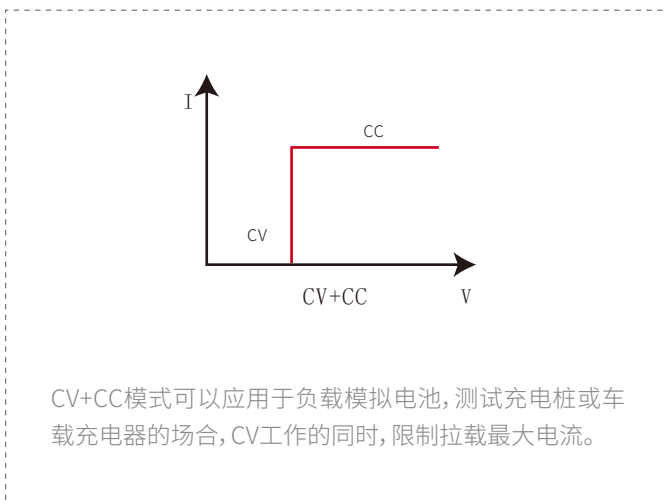 I
CC
CV
CV+CC
V
CV+CC模式可以应用于负载模拟电池，测试充电桩或车
载充电器的场合，CV工作的同时，限制拉载最大电流。